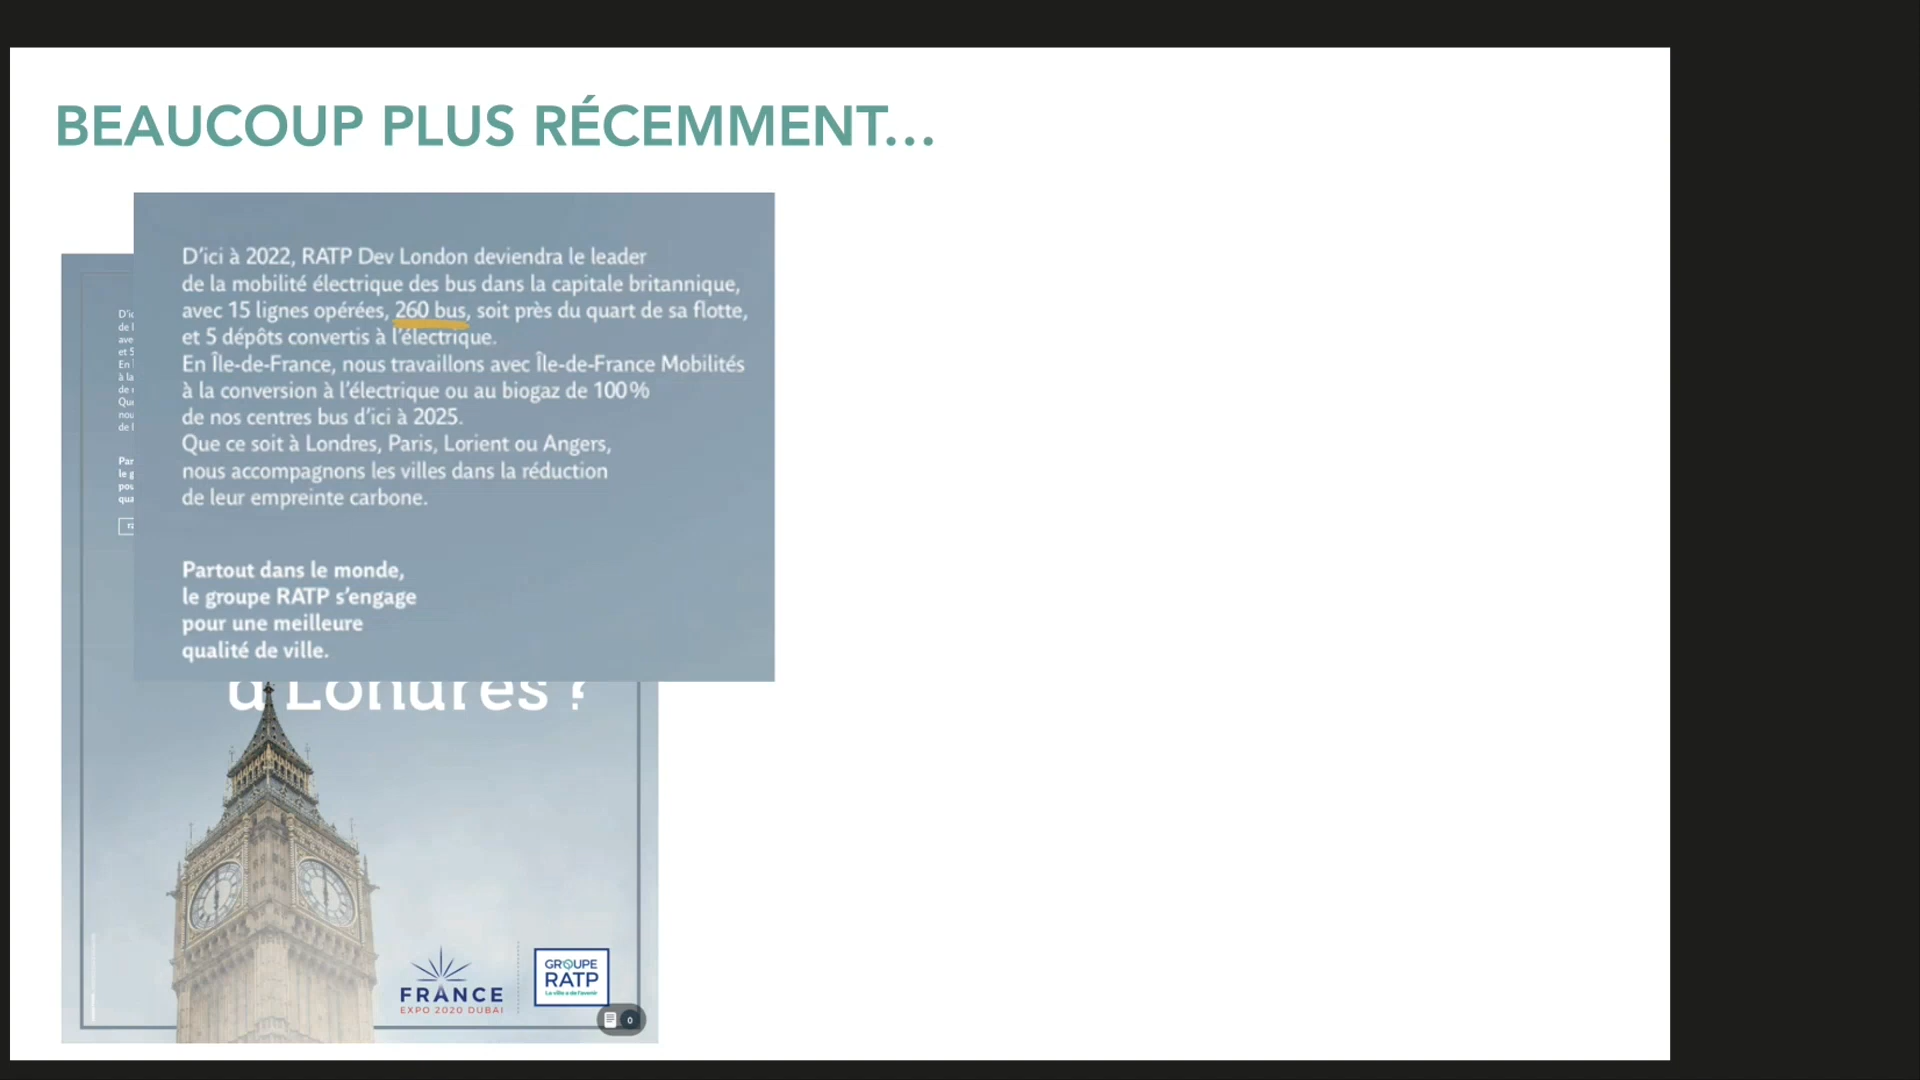 BEAUCOUP PLUS RÉCEMMENT...
D'ici à 2022, RATP Dev London deviendra le leader
de la mobilité électrique des bus dans la capitale britannique,
avec 15 lignes opérées, 260 bus, soit près du quart de sa flotte,
et 5 dépôts convertis à l'électrique.
En Île-de-France, nous travaillons avec Île-de-France Mobilités
à la conversion à l'électrique ou au biogaz de 100 %
de nos centres bus d'ici à 2025.
Que ce soit à Londres, Paris, Lorient ou Angers,
nous accompagnons les villes dans la réduction
de leur empreinte carbone.
Partout dans le monde,
le groupe RATP s'engage
pour une meilleure
qualité de ville.
d'Londres ?
FRANCE
EXPO 2020 DUBAI
GROUPE
RATP
La ville a de l'avenir
0